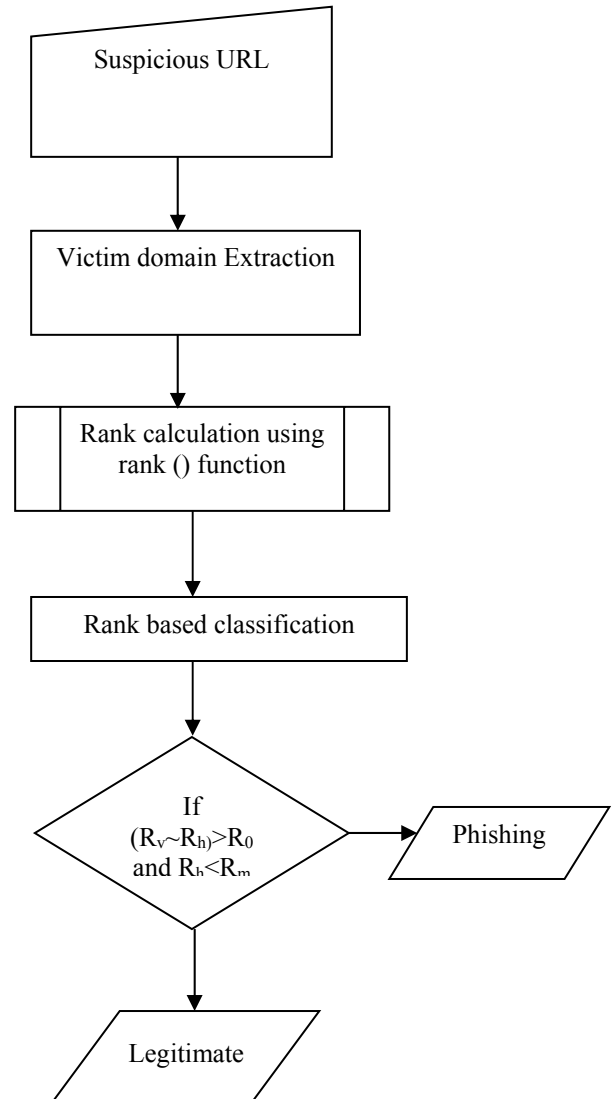 Suspicious URL
Victim domain Extraction
Rank calculation using
rank () function
Rank based classification
If
(Rᵥ~Rₕ)>R₀
and Rₕ<Rₘ
Phishing
Legitimate